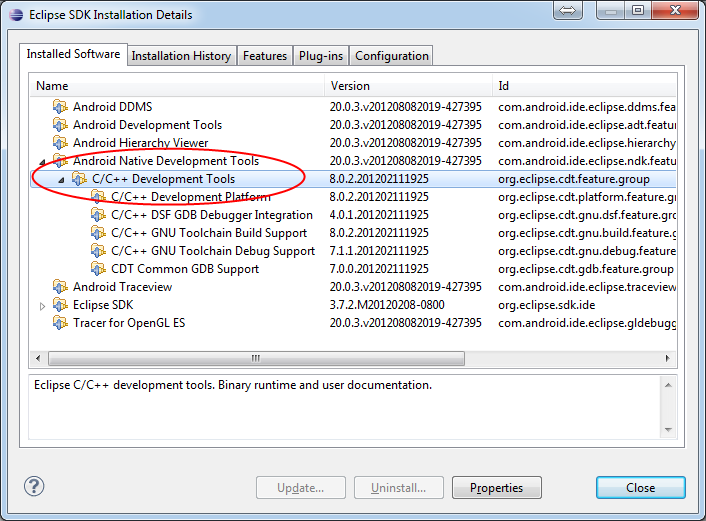 Eclipse SDK Installation Details
Installed Software Installation History Features Plug-ins Configuration
Name Version Id
Android DDMS 20.0.3.v201208082019-427395 com.android.ide.eclipse.ddms.fea
Android Development Tools 20.0.3.v201208082019-427395 com.android.ide.eclipse.adt.featu
Android Hierarchy Viewer 20.0.3.v201208082019-427395 com.android.ide.eclipse.hierarchy
Android Native Development Tools 20.0.3.v201208082019-427395 com.android.ide.eclipse.ndk.featu
C/C++ Development Tools 8.0.2.201202111925 org.eclipse.cdt.feature.group
C/C++ Development Platform 8.0.2.201202111925 org.eclipse.cdt.platform.feature.g
C/C++ DSF GDB Debugger Integration 4.0.1.201202111925 org.eclipse.cdt.gnu.dsf.feature.gr
C/C++ GNU Toolchain Build Support 8.0.2.201202111925 org.eclipse.cdt.gnu.build.feature.g
C/C++ GNU Toolchain Debug Support 7.1.1.201202111925 org.eclipse.cdt.gnu.debug.feature
CDT Common GDB Support 7.0.0.201202111925 org.eclipse.cdt.gdb.feature.group
Android Traceview 20.0.3.v201208082019-427395 com.android.ide.eclipse.traceview
Eclipse SDK 3.7.2.M20120208-0800 org.eclipse.sdk.ide
Tracer for OpenGL ES 20.0.3.v201208082019-427395 com.android.ide.eclipse.gldebugg
Eclipse C/C++ development tools. Binary runtime and user documentation.
? Update... Uninstall... Properties Close